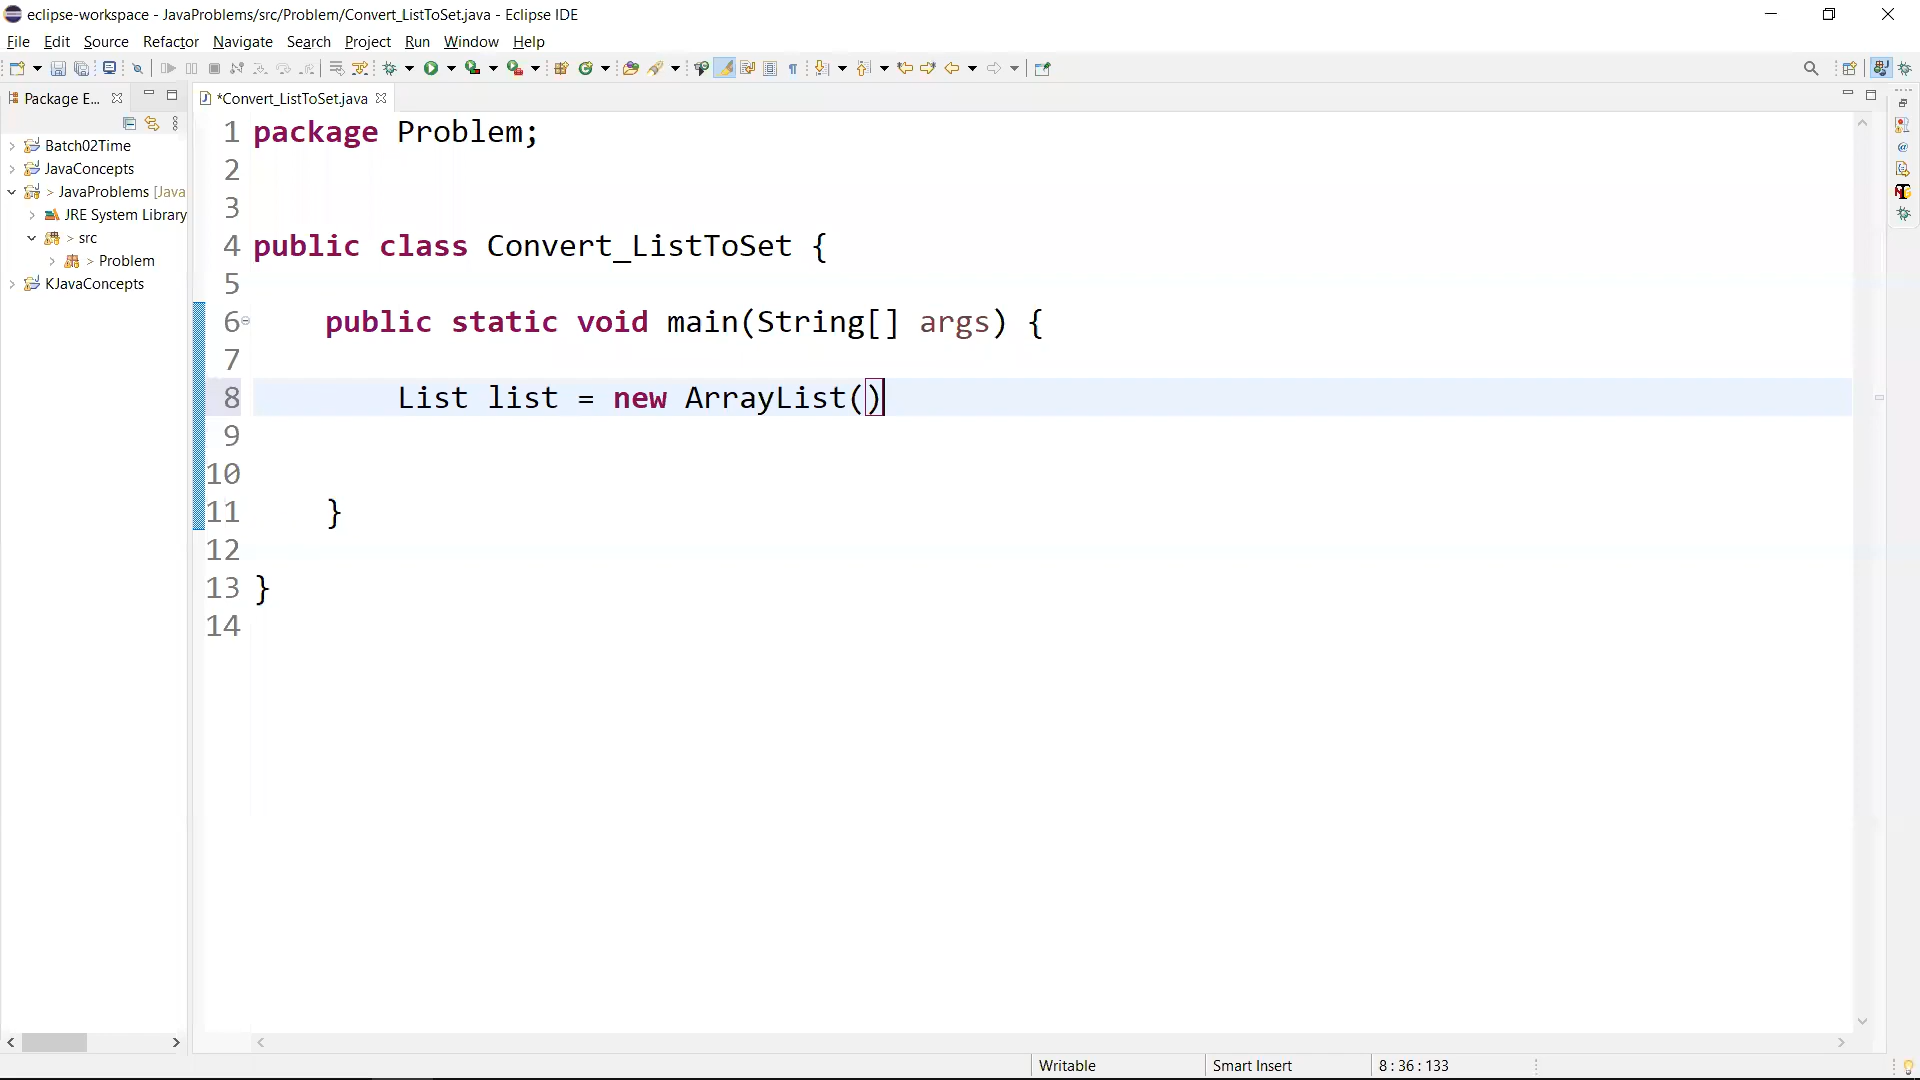 eclipse-workspace - JavaProblems/src/Problem/Convert_ListToSet.java - Eclipse IDE
File Edit Source Refactor Navigate Search Project Run Window Help
Package E...
*Convert_ListToSet.java
Batch02Time
JavaConcepts
> JavaProblems [Java
JRE System Library
> src
> Problem
KJavaConcepts
1 package Problem;
2
3
4 public class Convert_ListToSet {
5
6 public static void main(String[] args) {
7
8 List list = new ArrayList()
9
10
11 }
12
13 }
14
Writable Smart Insert 8 : 36 : 133